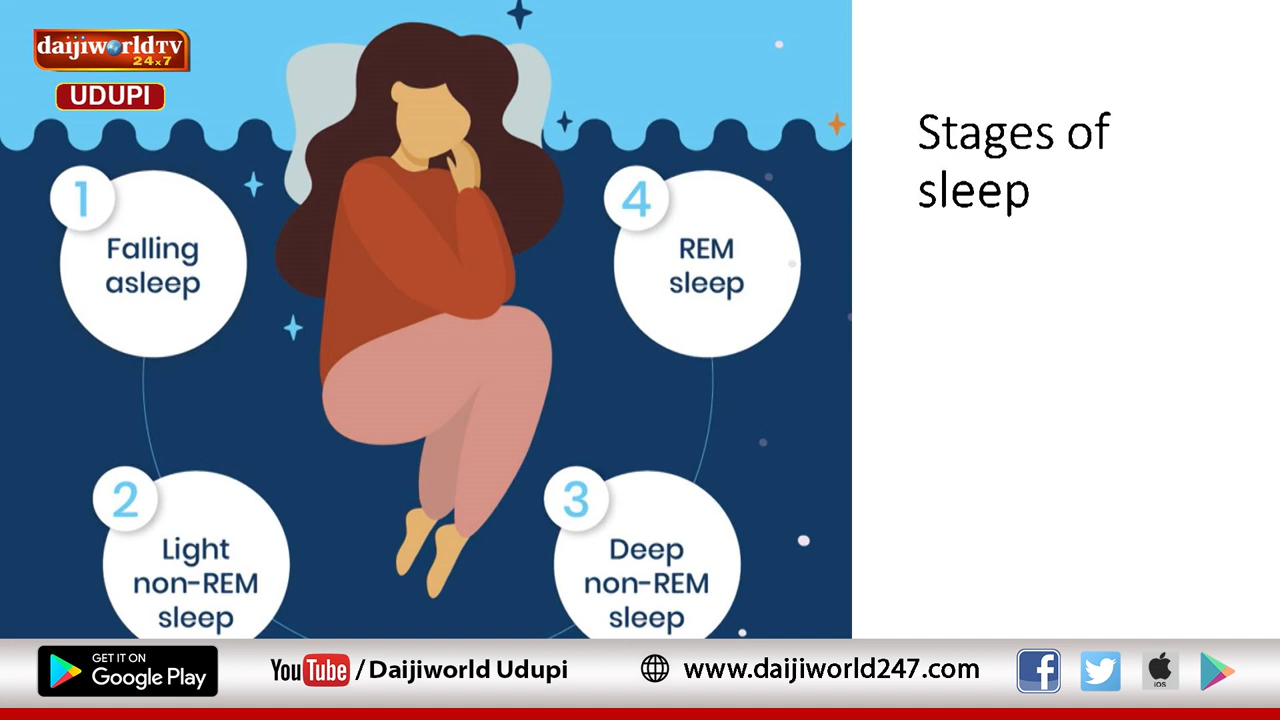 daijiworldTV
24x7
UDUPI
Stages of
sleep
1
Falling
asleep
2
Light
non-REM
sleep
3
Deep
non-REM
sleep
4
REM
sleep
GET IT ON
Google Play
YouTube / Daijiworld Udupi
www.daijiworld247.com
iOS